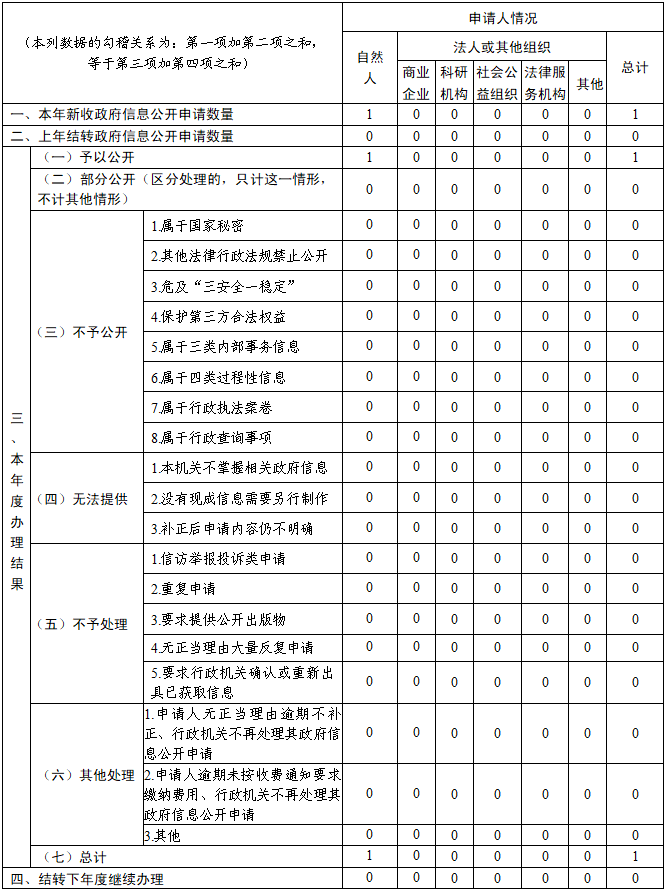 申请人情况
(本列数据的勾稽关系为：第一项加第二项之和，
等于第三项加第四项之和)
自然
人
法人或其他组织
总计
商业
企业
科研
机构
社会公
益组织
法律服
务机构
其他
一、本年新收政府信息公开申请数量 1 0 0 0 0 0 1
二、上年结转政府信息公开申请数量 0 0 0 0 0 0 0
三、本年度办理结果
（一）予以公开 1 0 0 0 0 0 1
（二）部分公开（区分处理的，只计这一情形，
不计其他情形） 0 0 0 0 0 0 0
（三）不予公开
1.属于国家秘密 0 0 0 0 0 0 0
2.其他法律行政法规禁止公开 0 0 0 0 0 0 0
3.危及“三安全一稳定” 0 0 0 0 0 0 0
4.保护第三方合法权益 0 0 0 0 0 0 0
5.属于三类内部事务信息 0 0 0 0 0 0 0
6.属于四类过程性信息 0 0 0 0 0 0 0
7.属于行政执法案卷 0 0 0 0 0 0 0
8.属于行政查询事项 0 0 0 0 0 0 0
（四）无法提供
1.本机关不掌握相关政府信息 0 0 0 0 0 0 0
2.没有现成信息需要另行制作 0 0 0 0 0 0 0
3.补正后申请内容仍不明确 0 0 0 0 0 0 0
（五）不予处理
1.信访举报投诉类申请 0 0 0 0 0 0 0
2.重复申请 0 0 0 0 0 0 0
3.要求提供公开出版物 0 0 0 0 0 0 0
4.无正当理由大量反复申请 0 0 0 0 0 0 0
5.要求行政机关确认或重新出
具已获取信息 0 0 0 0 0 0 0
（六）其他处理
1.申请人无正当理由逾期不补
正、行政机关不再处理其政府信
息公开申请 0 0 0 0 0 0 0
2.申请人逾期未按收费通知要求
缴纳费用、行政机关不再处理其
政府信息公开申请 0 0 0 0 0 0 0
3.其他 0 0 0 0 0 0 0
（七）总计 1 0 0 0 0 0 1
四、结转下年度继续办理 0 0 0 0 0 0 0